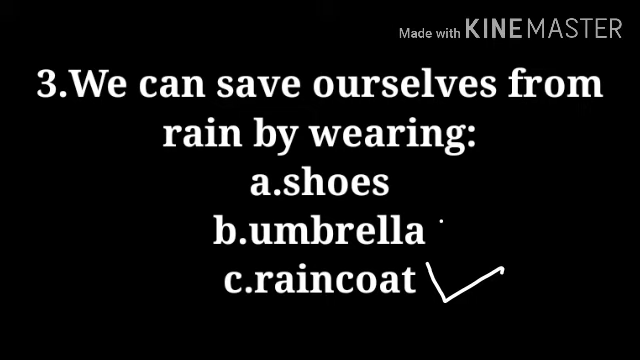 Made with KINEMASTER
3.We can save ourselves from
rain by wearing:
a.shoes
b.umbrella
c.raincoat